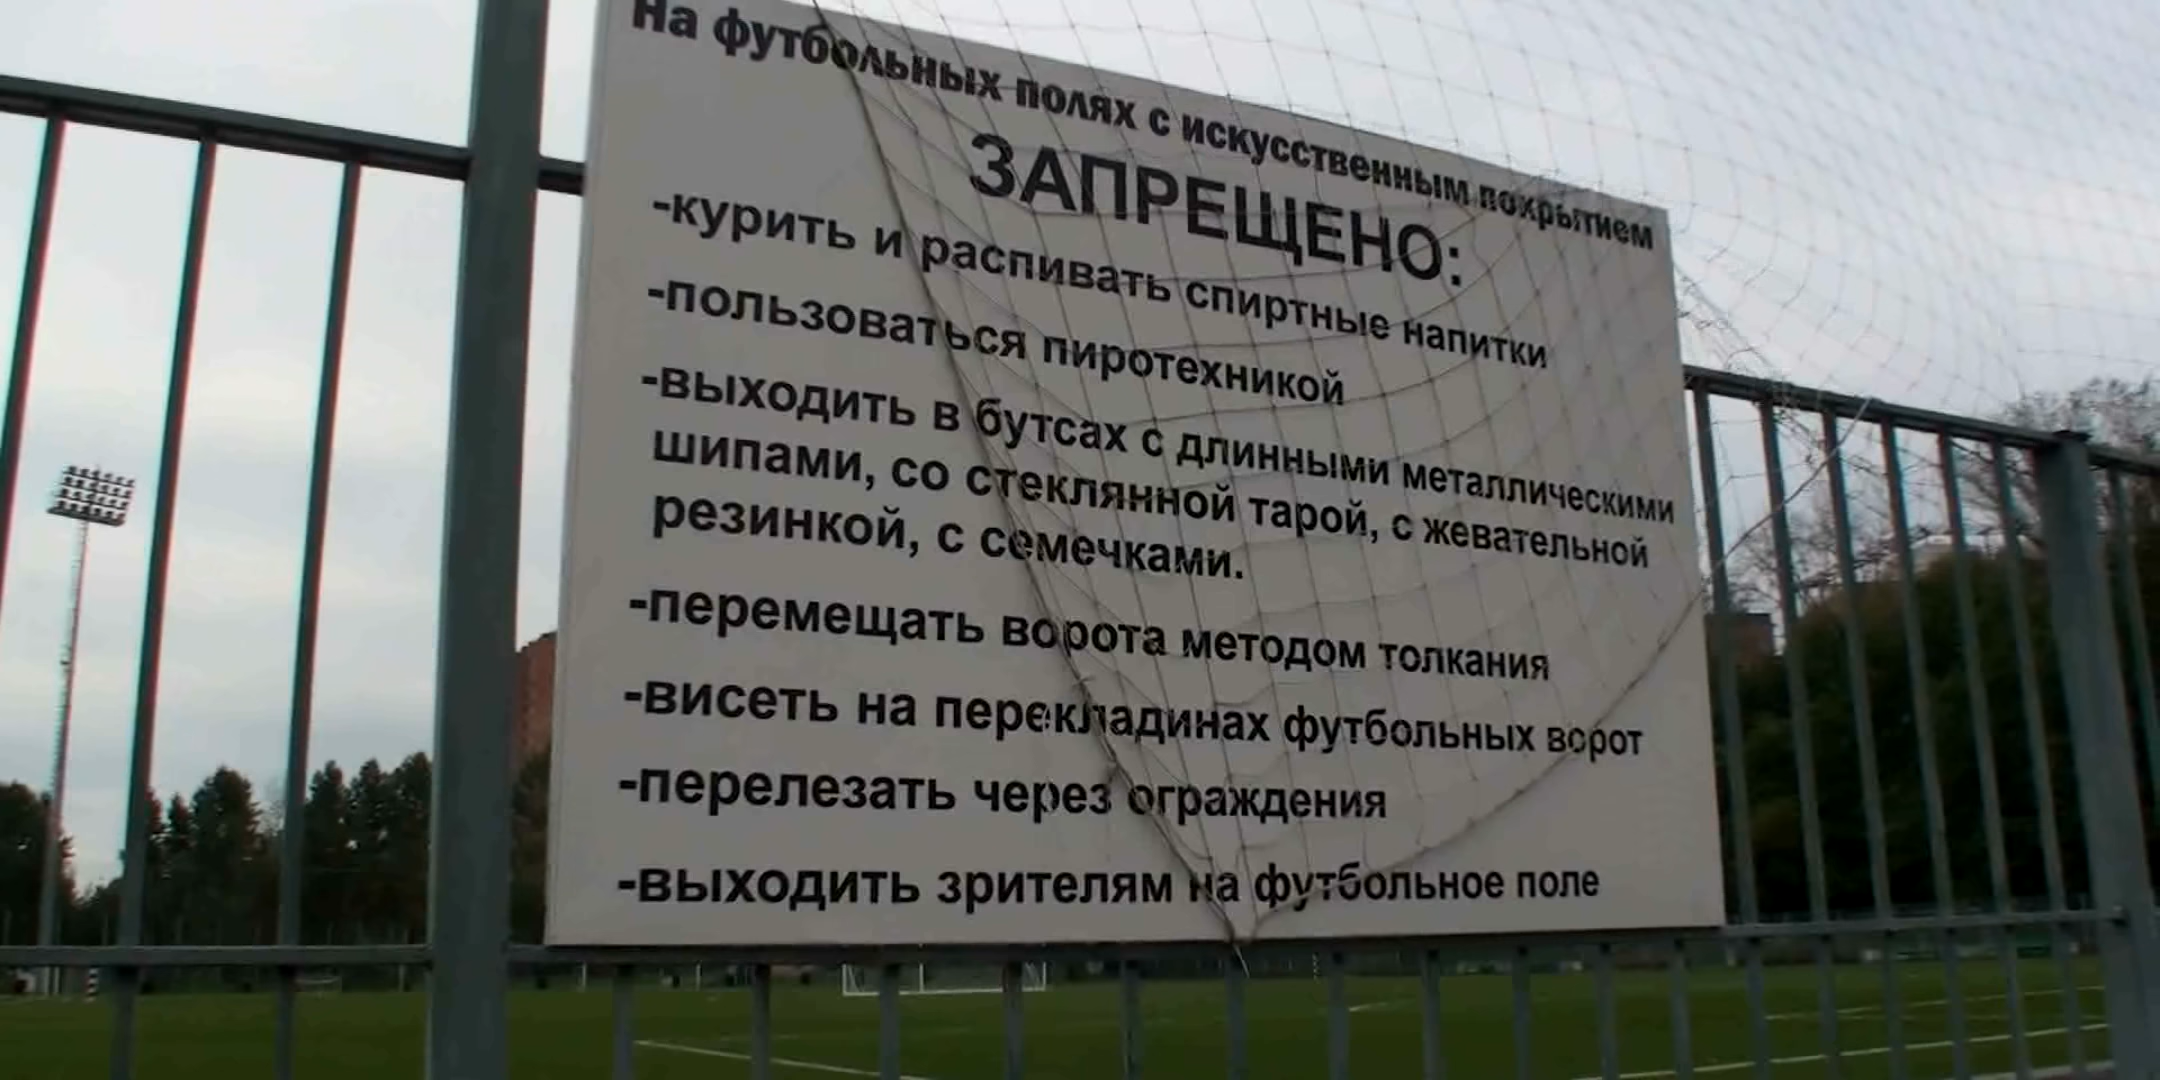 На футбольных полях с искусственным покрытием
ЗАПРЕЩЕНО:
-курить и распивать спиртные напитки
-пользоваться пиротехникой
-выходить в бутсах с длинными металлическими
шипами, со стеклянной тарой, с жевательной
резинкой, с семечками.
-перемещать ворота методом толкания
-висеть на перекладинах футбольных ворот
-перелезать через ограждения
-выходить зрителям на футбольное поле